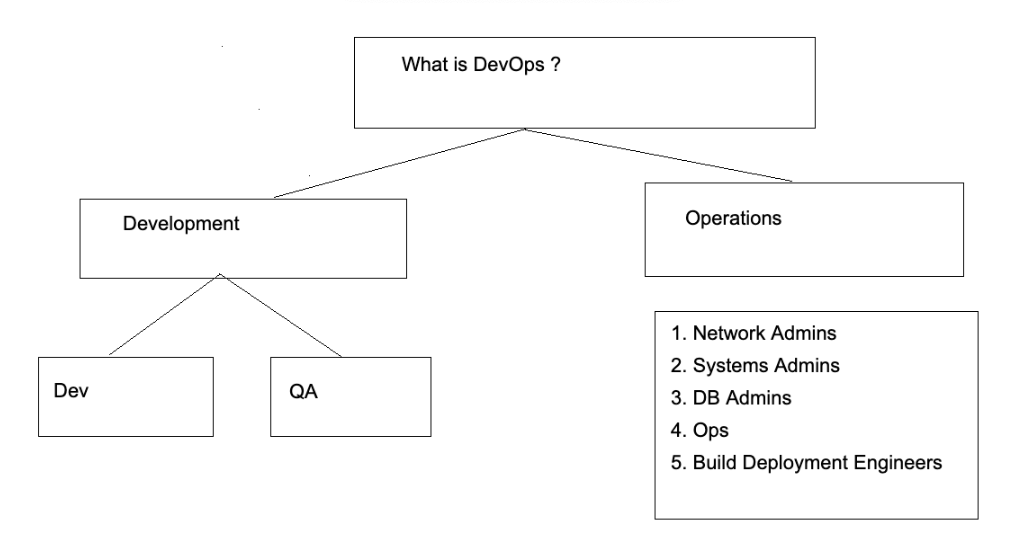 What is DevOps ?
Development
Operations
Dev
QA
1. Network Admins
2. Systems Admins
3. DB Admins
4. Ops
5. Build Deployment Engineers